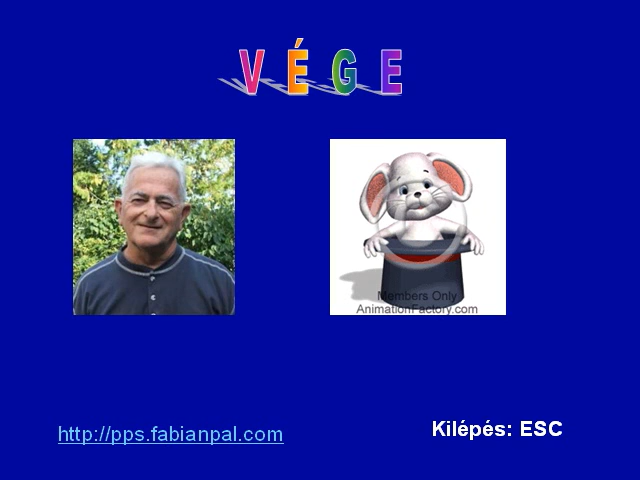 V É G E
©
Members Only
AnimationFactory.com
http://pps.fabianpal.com
Kilépés: ESC